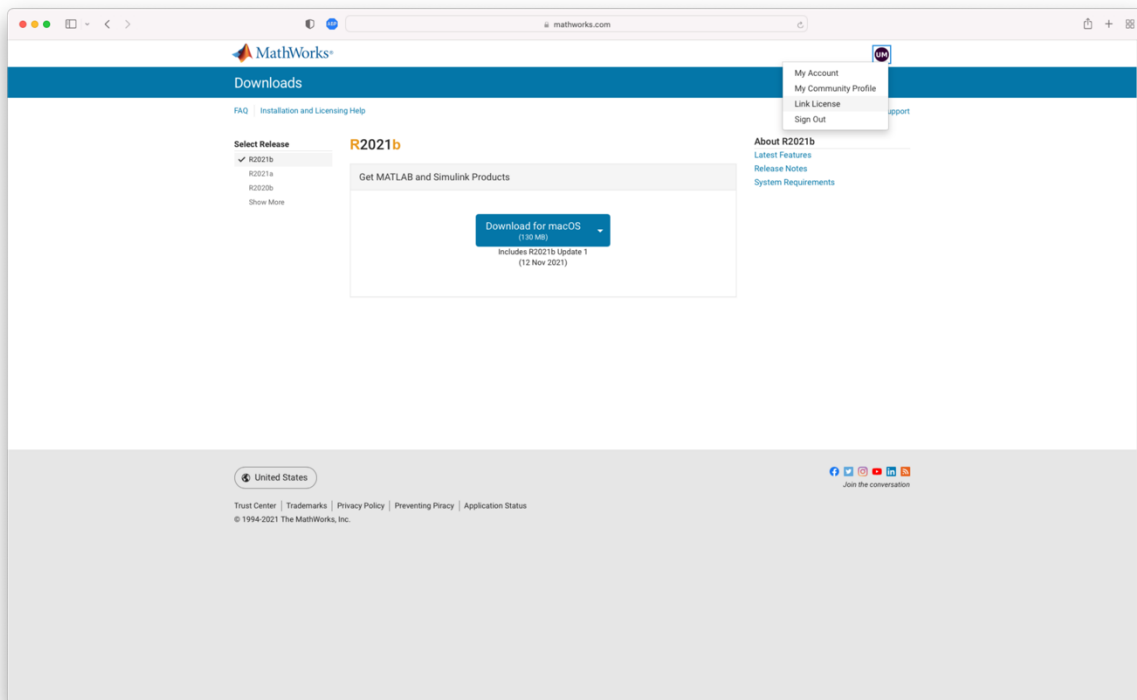 mathworks.com
MathWorks®
UM
Downloads
My Account
My Community Profile
Link License
Sign Out
FAQ
Installation and Licensing Help
upport
Select Release
R2021b
R2021a
R2020b
Show More
R2021b
Get MATLAB and Simulink Products
Download for macOS
(130 MB)
Includes R2021b Update 1
(12 Nov 2021)
About R2021b
Latest Features
Release Notes
System Requirements
United States
Join the conversation
Trust Center | Trademarks | Privacy Policy | Preventing Piracy | Application Status
© 1994-2021 The MathWorks, Inc.